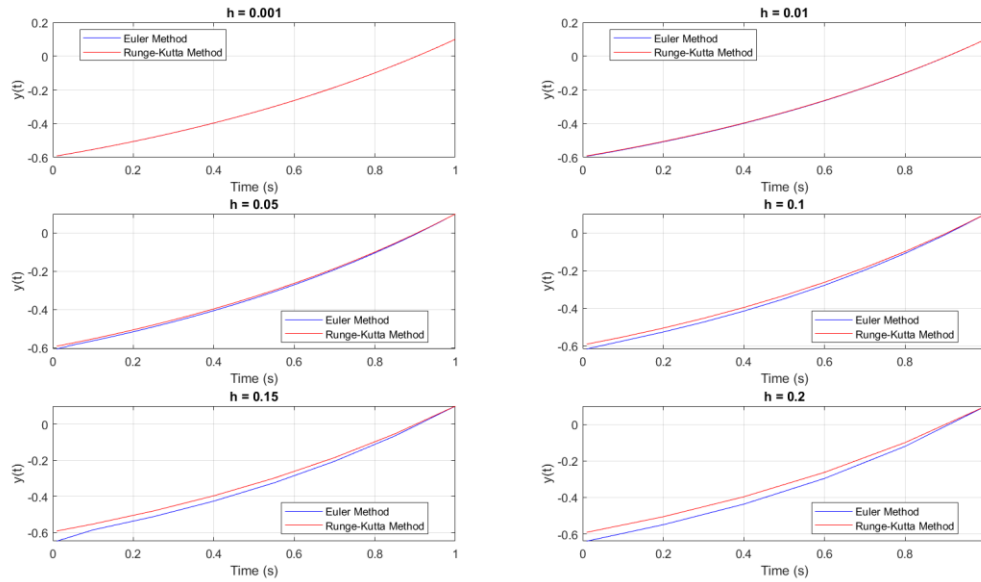 h = 0.001
0.2
0
-0.2
-0.4
-0.6
y(t)
Euler Method
Runge-Kutta Method
0 0.2 0.4 0.6 0.8 1
Time (s)
h = 0.01
0.2
0
-0.2
-0.4
-0.6
y(t)
Euler Method
Runge-Kutta Method
0 0.2 0.4 0.6 0.8
Time (s)
h = 0.05
0
-0.2
-0.4
-0.6
y(t)
Euler Method
Runge-Kutta Method
0 0.2 0.4 0.6 0.8 1
Time (s)
h = 0.1
0
-0.2
-0.4
-0.6
y(t)
Euler Method
Runge-Kutta Method
0 0.2 0.4 0.6 0.8
Time (s)
h = 0.15
0
-0.2
-0.4
-0.6
y(t)
Euler Method
Runge-Kutta Method
0 0.2 0.4 0.6 0.8 1
Time (s)
h = 0.2
0
-0.2
-0.4
-0.6
y(t)
Euler Method
Runge-Kutta Method
0 0.2 0.4 0.6 0.8
Time (s)